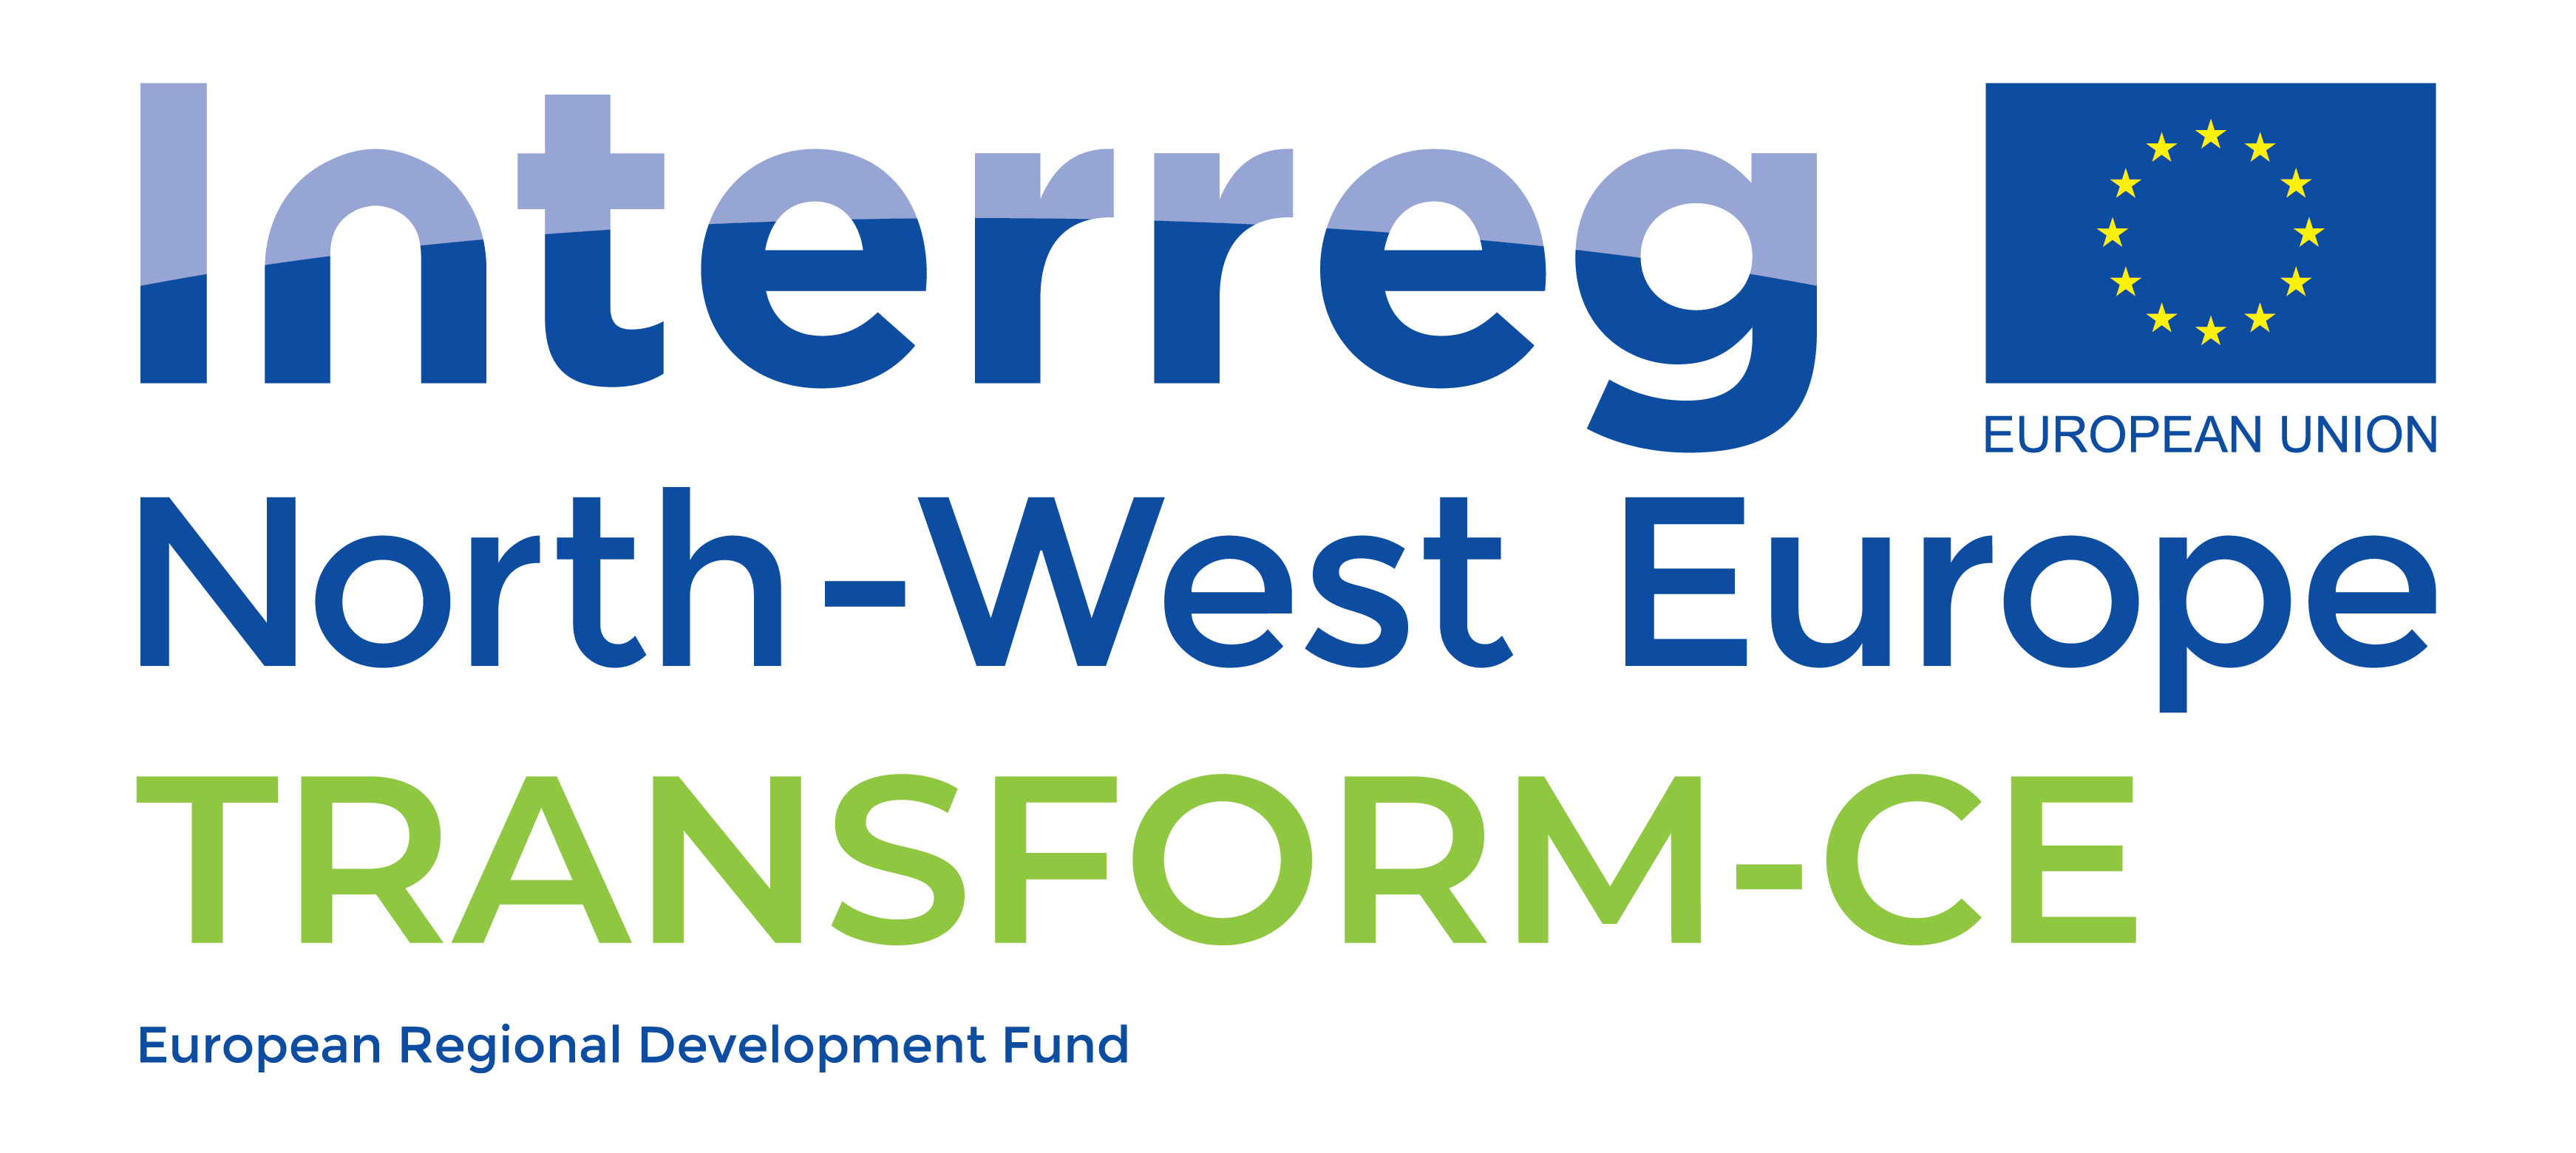 Interreg
EUROPEAN UNION
North-West Europe
TRANSFORM-CE
European Regional Development Fund